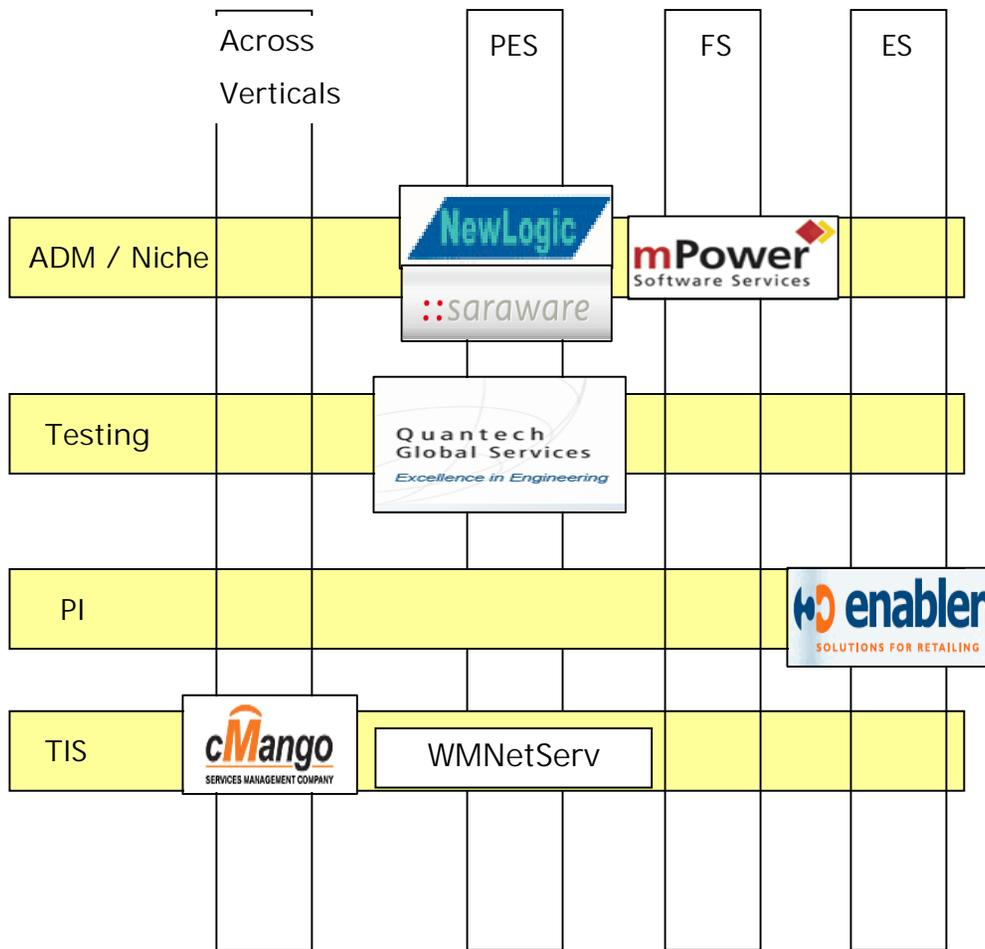 Across
Verticals
PES
FS
ES
ADM / Niche
NewLogic
::saraware
mPower
Software Services
Testing
Quantech
Global Services
Excellence in Engineering
PI
enabler
SOLUTIONS FOR RETAILING
TIS
cMango
SERVICES MANAGEMENT COMPANY
WMNetServ